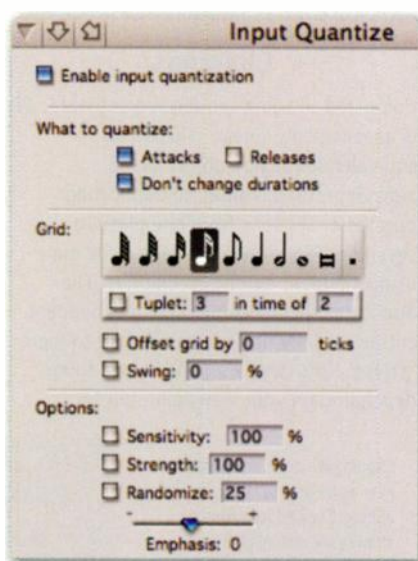 Input Quantize
Enable input quantization
What to quantize:
Attacks Releases
Don't change durations
Grid:
Tuplet: 3 in time of 2
Offset grid by 0 ticks
Swing: 0 %
Options:
Sensitivity: 100 %
Strength: 100 %
Randomize: 25 %
- +
Emphasis: 0